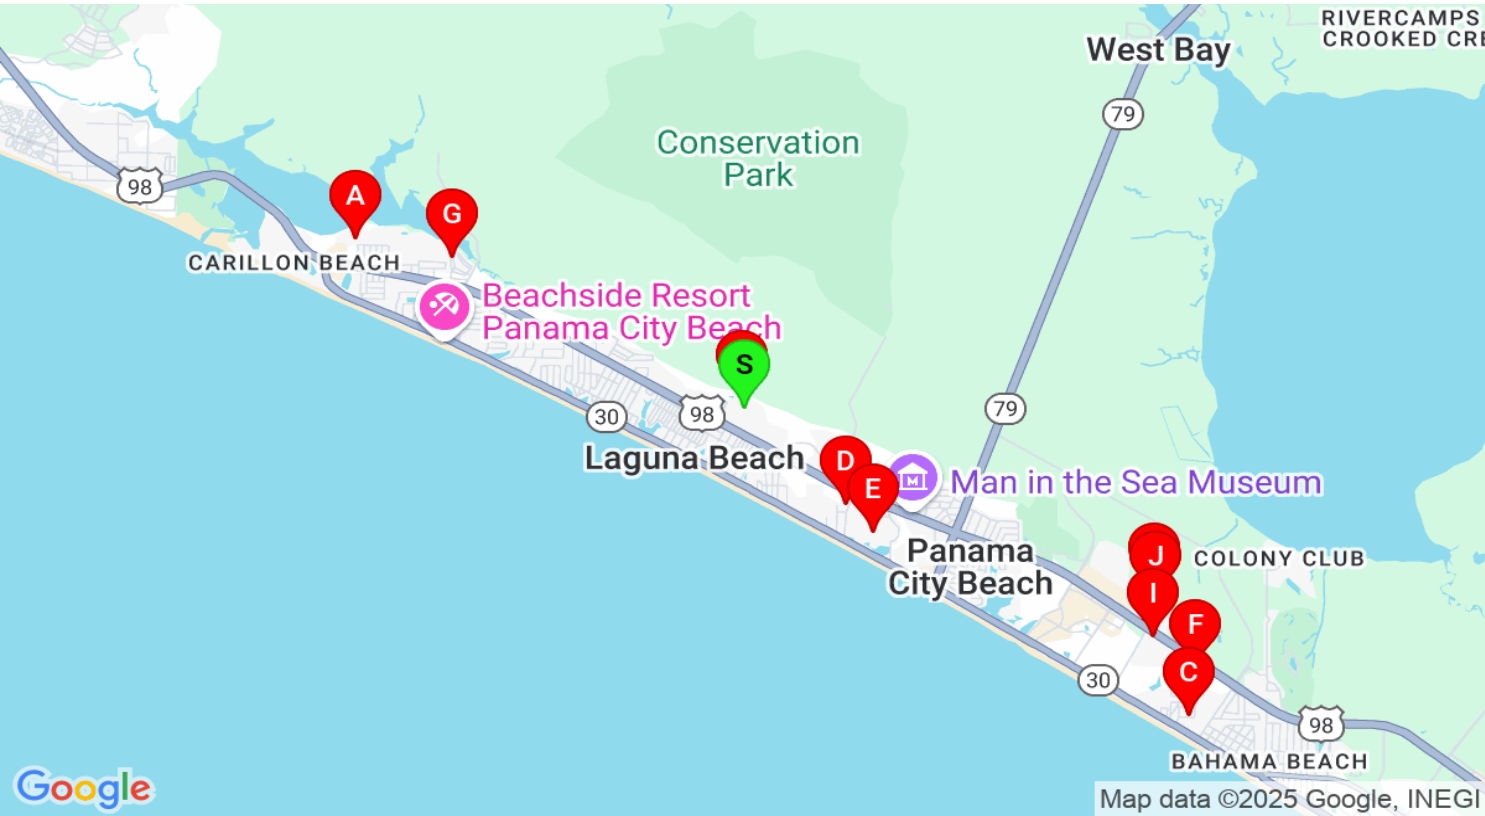 RIVERCAMPS
CROOKED CRE
West Bay
79
Conservation
Park
98
A
G
CARILLON BEACH
Beachside Resort
Panama City Beach
S
98
30
79
Laguna Beach
D
E
M
Man in the Sea Museum
Panama
City Beach
J
COLONY CLUB
I
F
C
30
98
BAHAMA BEACH
Google
Map data ©2025 Google, INEGI